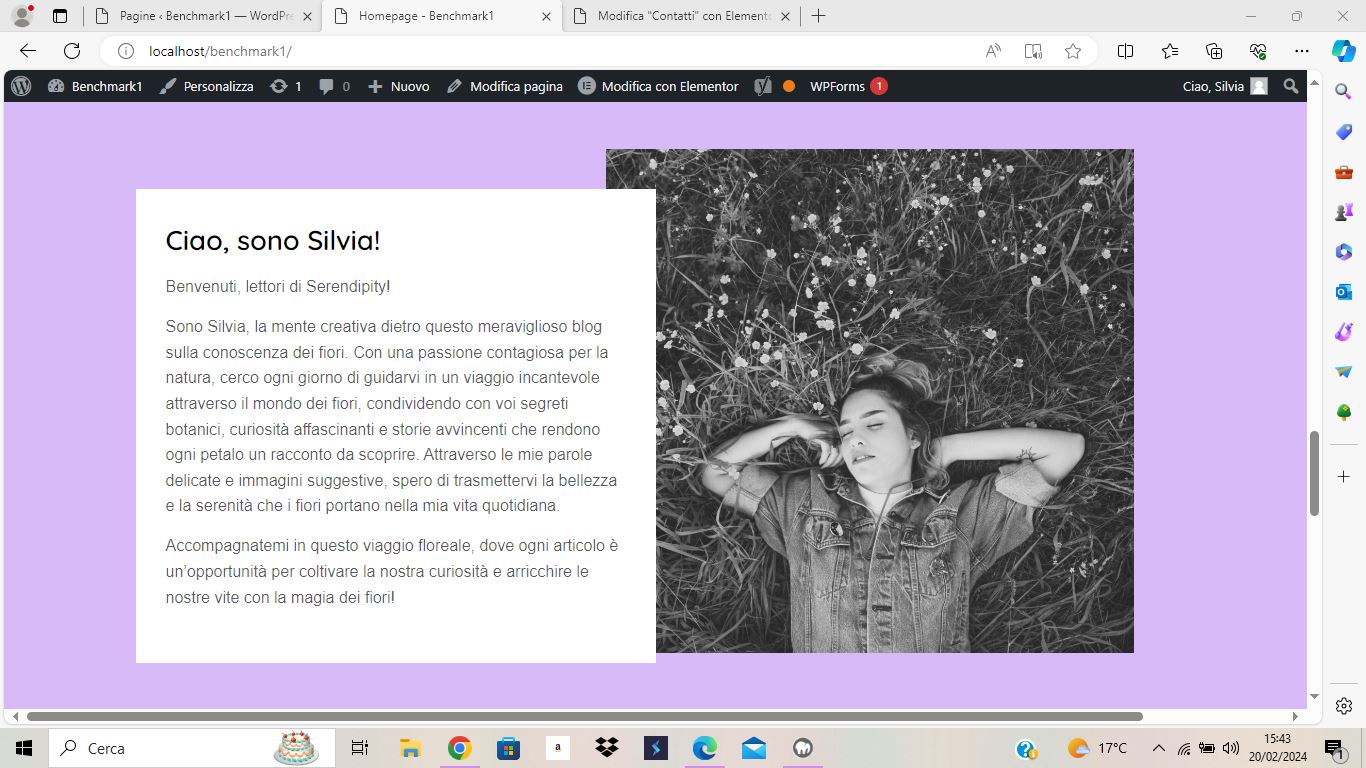 Pagine ‹ Benchmark1 — WordPre
Homepage - Benchmark1
Modifica "Contatti" con Elemento
localhost/benchmark1/
Benchmark1
Personalizza
1
0
Nuovo
Modifica pagina
Modifica con Elementor
WPForms 1
Ciao, Silvia
Ciao, sono Silvia!
Benvenuti, lettori di Serendipity!
Sono Silvia, la mente creativa dietro questo meraviglioso blog
sulla conoscenza dei fiori. Con una passione contagiosa per la
natura, cerco ogni giorno di guidarvi in un viaggio incantevole
attraverso il mondo dei fiori, condividendo con voi segreti
botanici, curiosità affascinanti e storie avvincenti che rendono
ogni petalo un racconto da scoprire. Attraverso le mie parole
delicate e immagini suggestive, spero di trasmettervi la bellezza
e la serenità che i fiori portano nella mia vita quotidiana.
Accompagnatemi in questo viaggio floreale, dove ogni articolo è
un'opportunità per coltivare la nostra curiosità e arricchire le
nostre vite con la magia dei fiori!
Cerca
a
17°C
15:43
20/02/2024
1